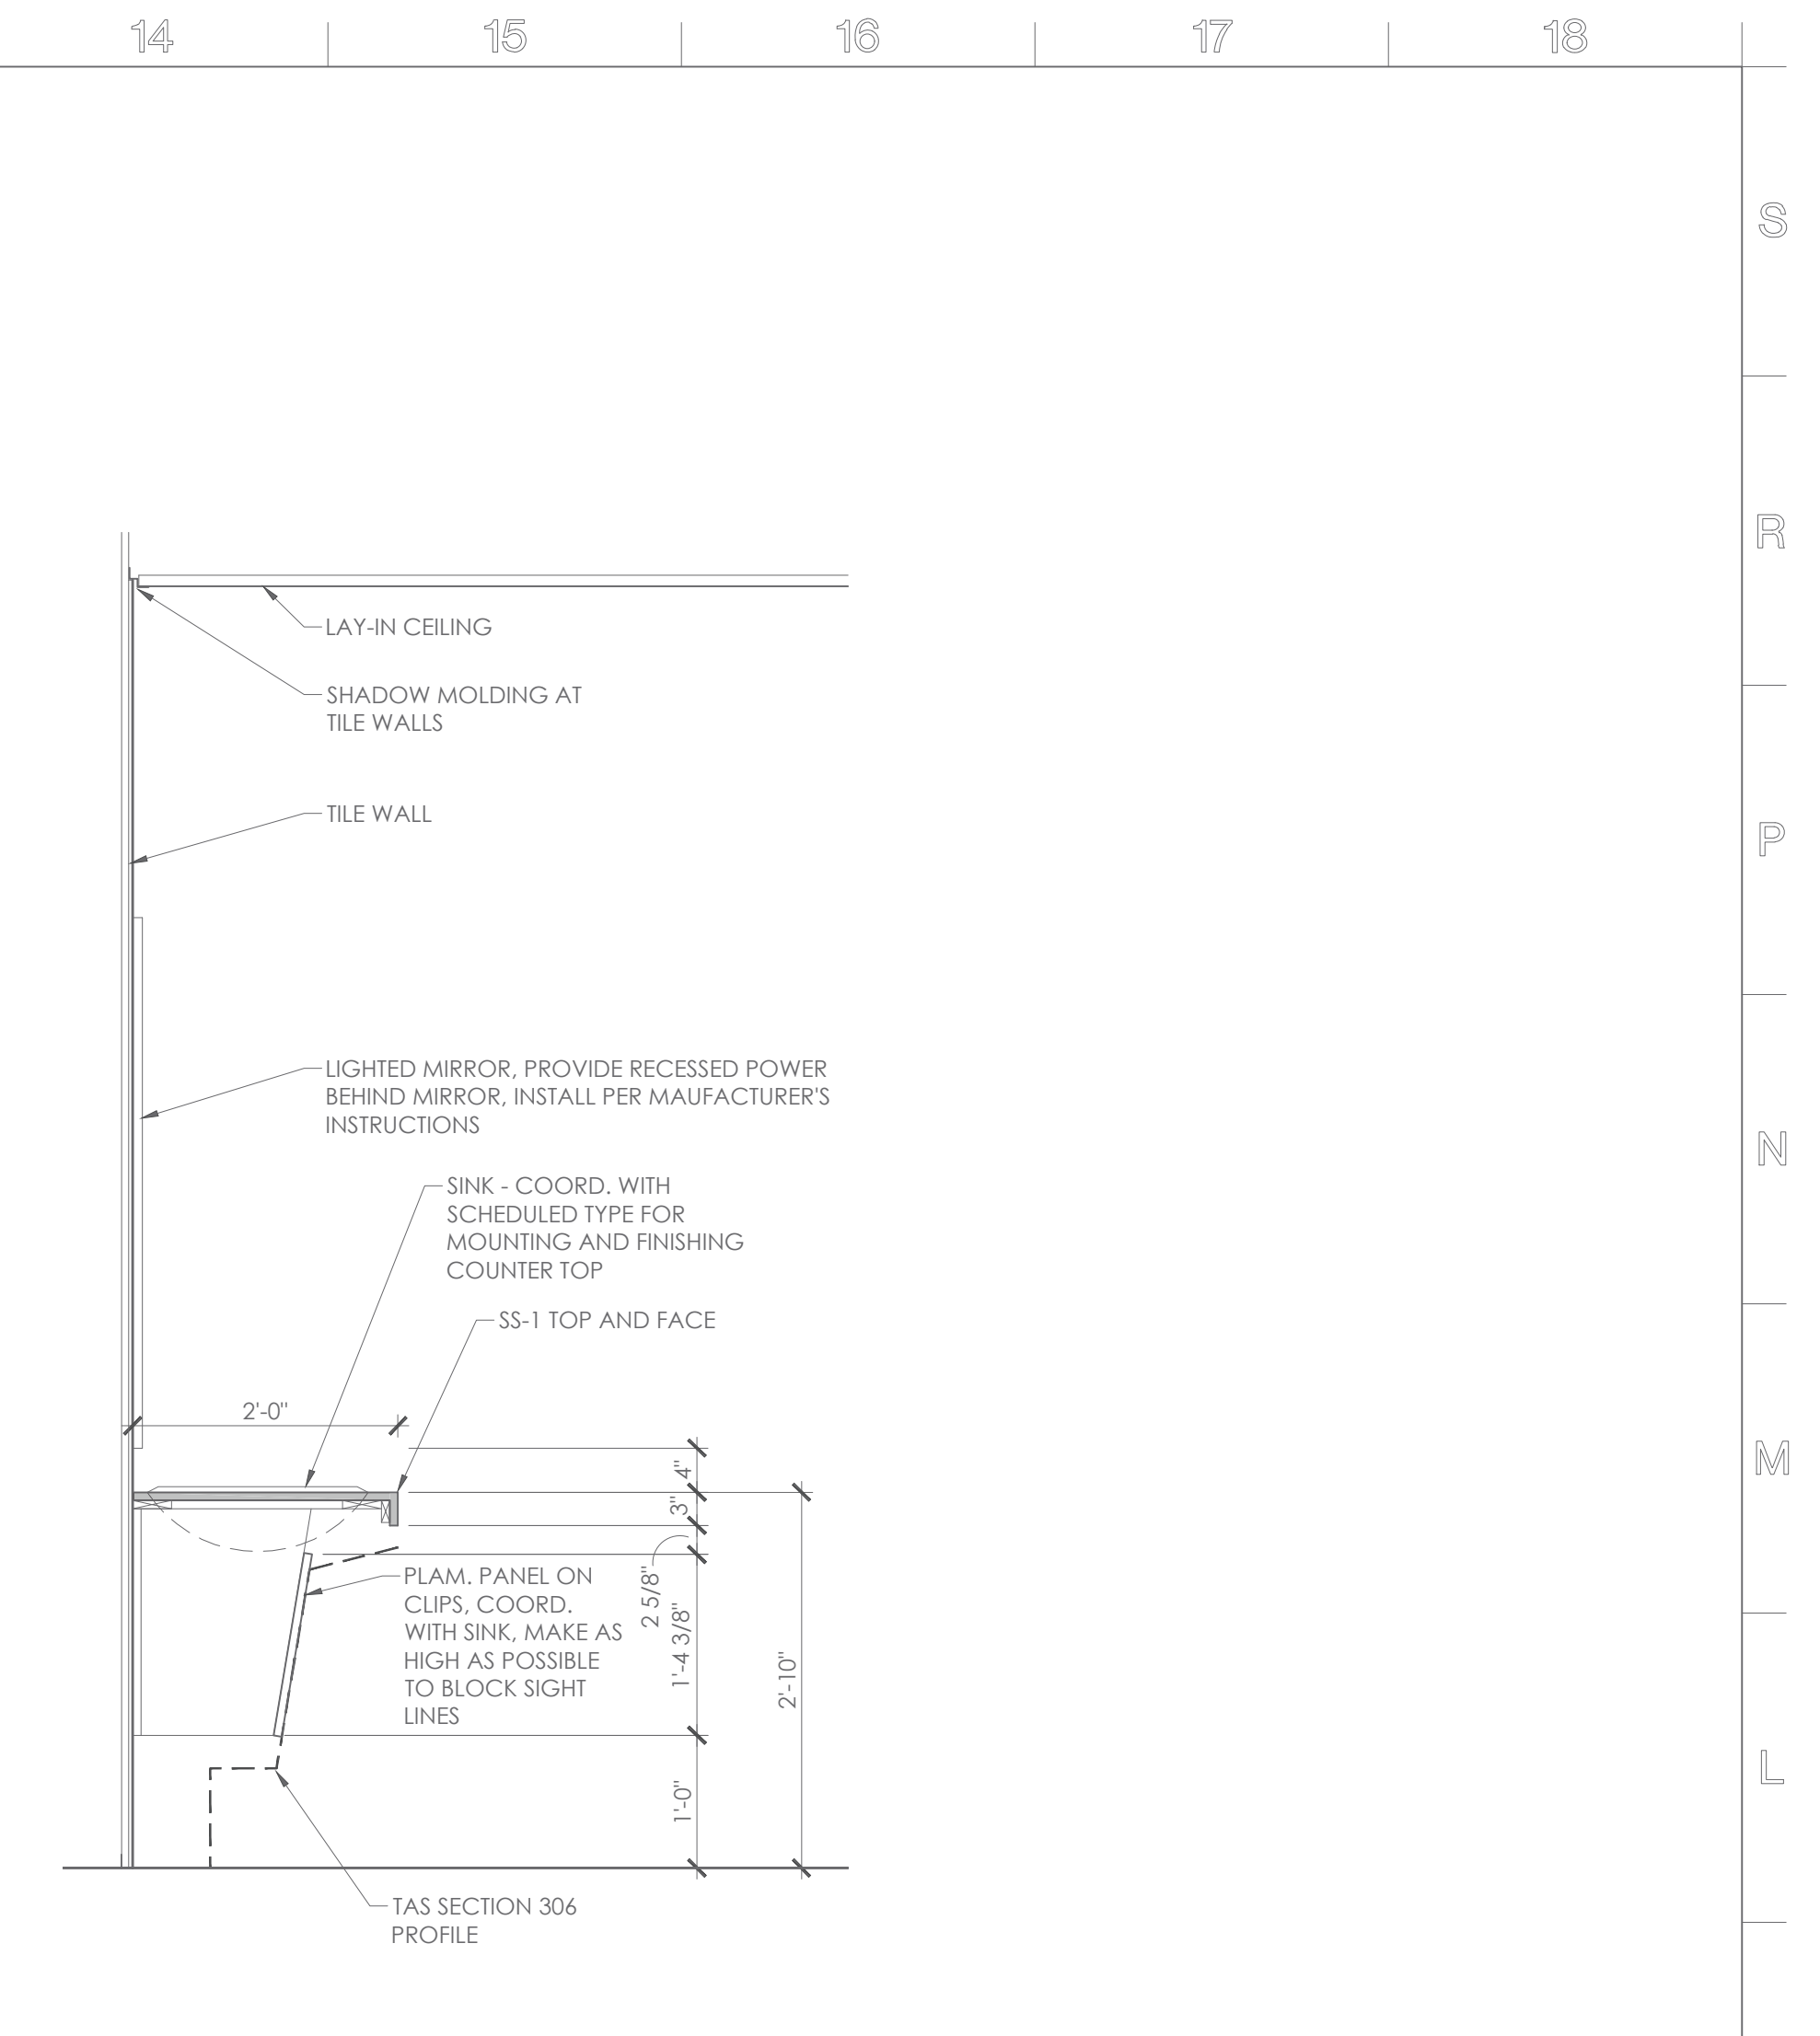 14 15 16 17 18
S
R
LAY-IN CEILING
SHADOW MOLDING AT
TILE WALLS
P
TILE WALL
N
LIGHTED MIRROR, PROVIDE RECESSED POWER
BEHIND MIRROR, INSTALL PER MAUFACTURER'S
INSTRUCTIONS
SINK - COORD. WITH
SCHEDULED TYPE FOR
MOUNTING AND FINISHING
COUNTER TOP
SS-1 TOP AND FACE
M
2'-0"
4"
3"
2 5/8"
1'-4 3/8"
2'-10"
1'-0"
PLAM. PANEL ON
CLIPS, COORD.
WITH SINK, MAKE AS
HIGH AS POSSIBLE
TO BLOCK SIGHT
LINES
L
TAS SECTION 306
PROFILE